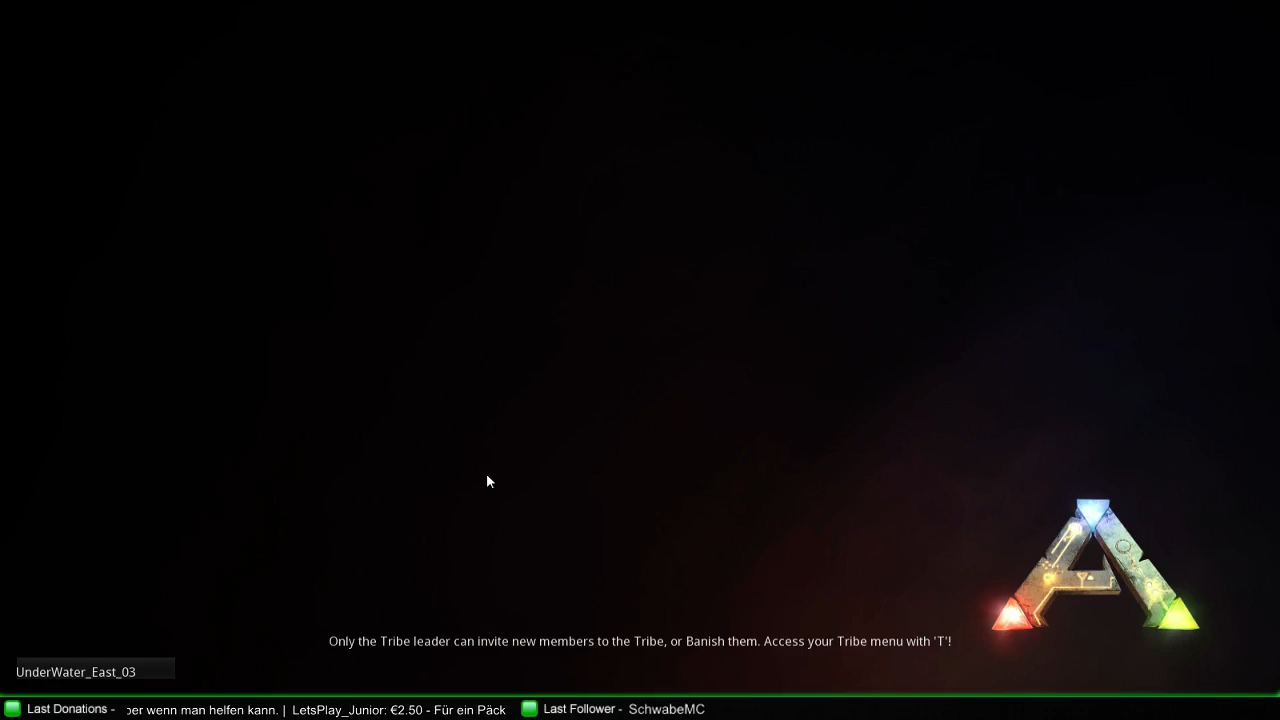 Only the Tribe leader can invite new members to the Tribe, or Banish them. Access your Tribe menu with 'T'!
UnderWater_East_03
Last Donations - per wenn man helfen kann. | LetsPlay_Junior: €2.50 - Für ein Päck Last Follower - SchwabeMC